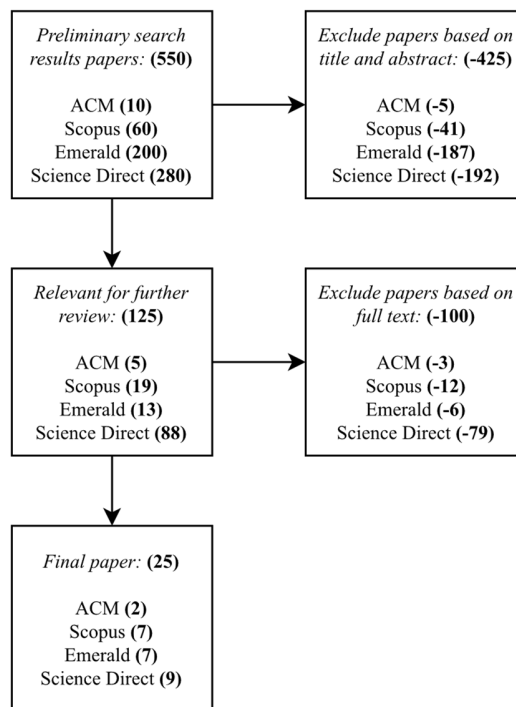 Preliminary search
results papers: (550)
ACM (10)
Scopus (60)
Emerald (200)
Science Direct (280)
Exclude papers based on
title and abstract: (-425)
ACM (-5)
Scopus (-41)
Emerald (-187)
Science Direct (-192)
Relevant for further
review: (125)
ACM (5)
Scopus (19)
Emerald (13)
Science Direct (88)
Exclude papers based on
full text: (-100)
ACM (-3)
Scopus (-12)
Emerald (-6)
Science Direct (-79)
Final paper: (25)
ACM (2)
Scopus (7)
Emerald (7)
Science Direct (9)